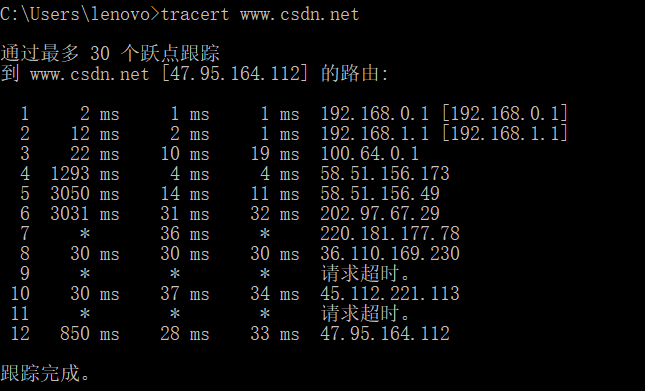 C:\Users\lenovo>tracert www.csdn.net
通过最多 30 个跃点跟踪
到 www.csdn.net [47.95.164.112] 的路由:
1 2 ms 1 ms 1 ms 192.168.0.1 [192.168.0.1]
2 12 ms 2 ms 1 ms 192.168.1.1 [192.168.1.1]
3 22 ms 10 ms 19 ms 100.64.0.1
4 1293 ms 4 ms 4 ms 58.51.156.173
5 3050 ms 14 ms 11 ms 58.51.156.49
6 3031 ms 31 ms 32 ms 202.97.67.29
7 * 36 ms * 220.181.177.78
8 30 ms 30 ms 30 ms 36.110.169.230
9 * * * 请求超时。
10 30 ms 37 ms 34 ms 45.112.221.113
11 * * * 请求超时。
12 850 ms 28 ms 33 ms 47.95.164.112
跟踪完成。